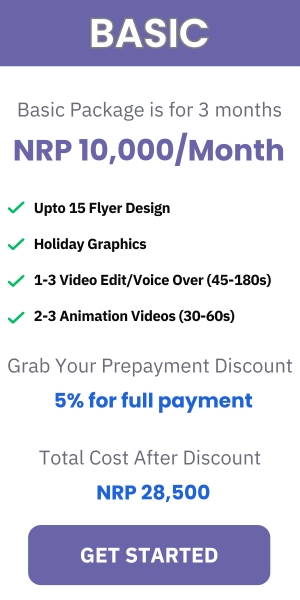 BASIC
Basic Package is for 3 months
NRP 10,000/Month
Upto 15 Flyer Design
Holiday Graphics
1-3 Video Edit/Voice Over (45-180s)
2-3 Animation Videos (30-60s)
Grab Your Prepayment Discount
5% for full payment
Total Cost After Discount
NRP 28,500
GET STARTED